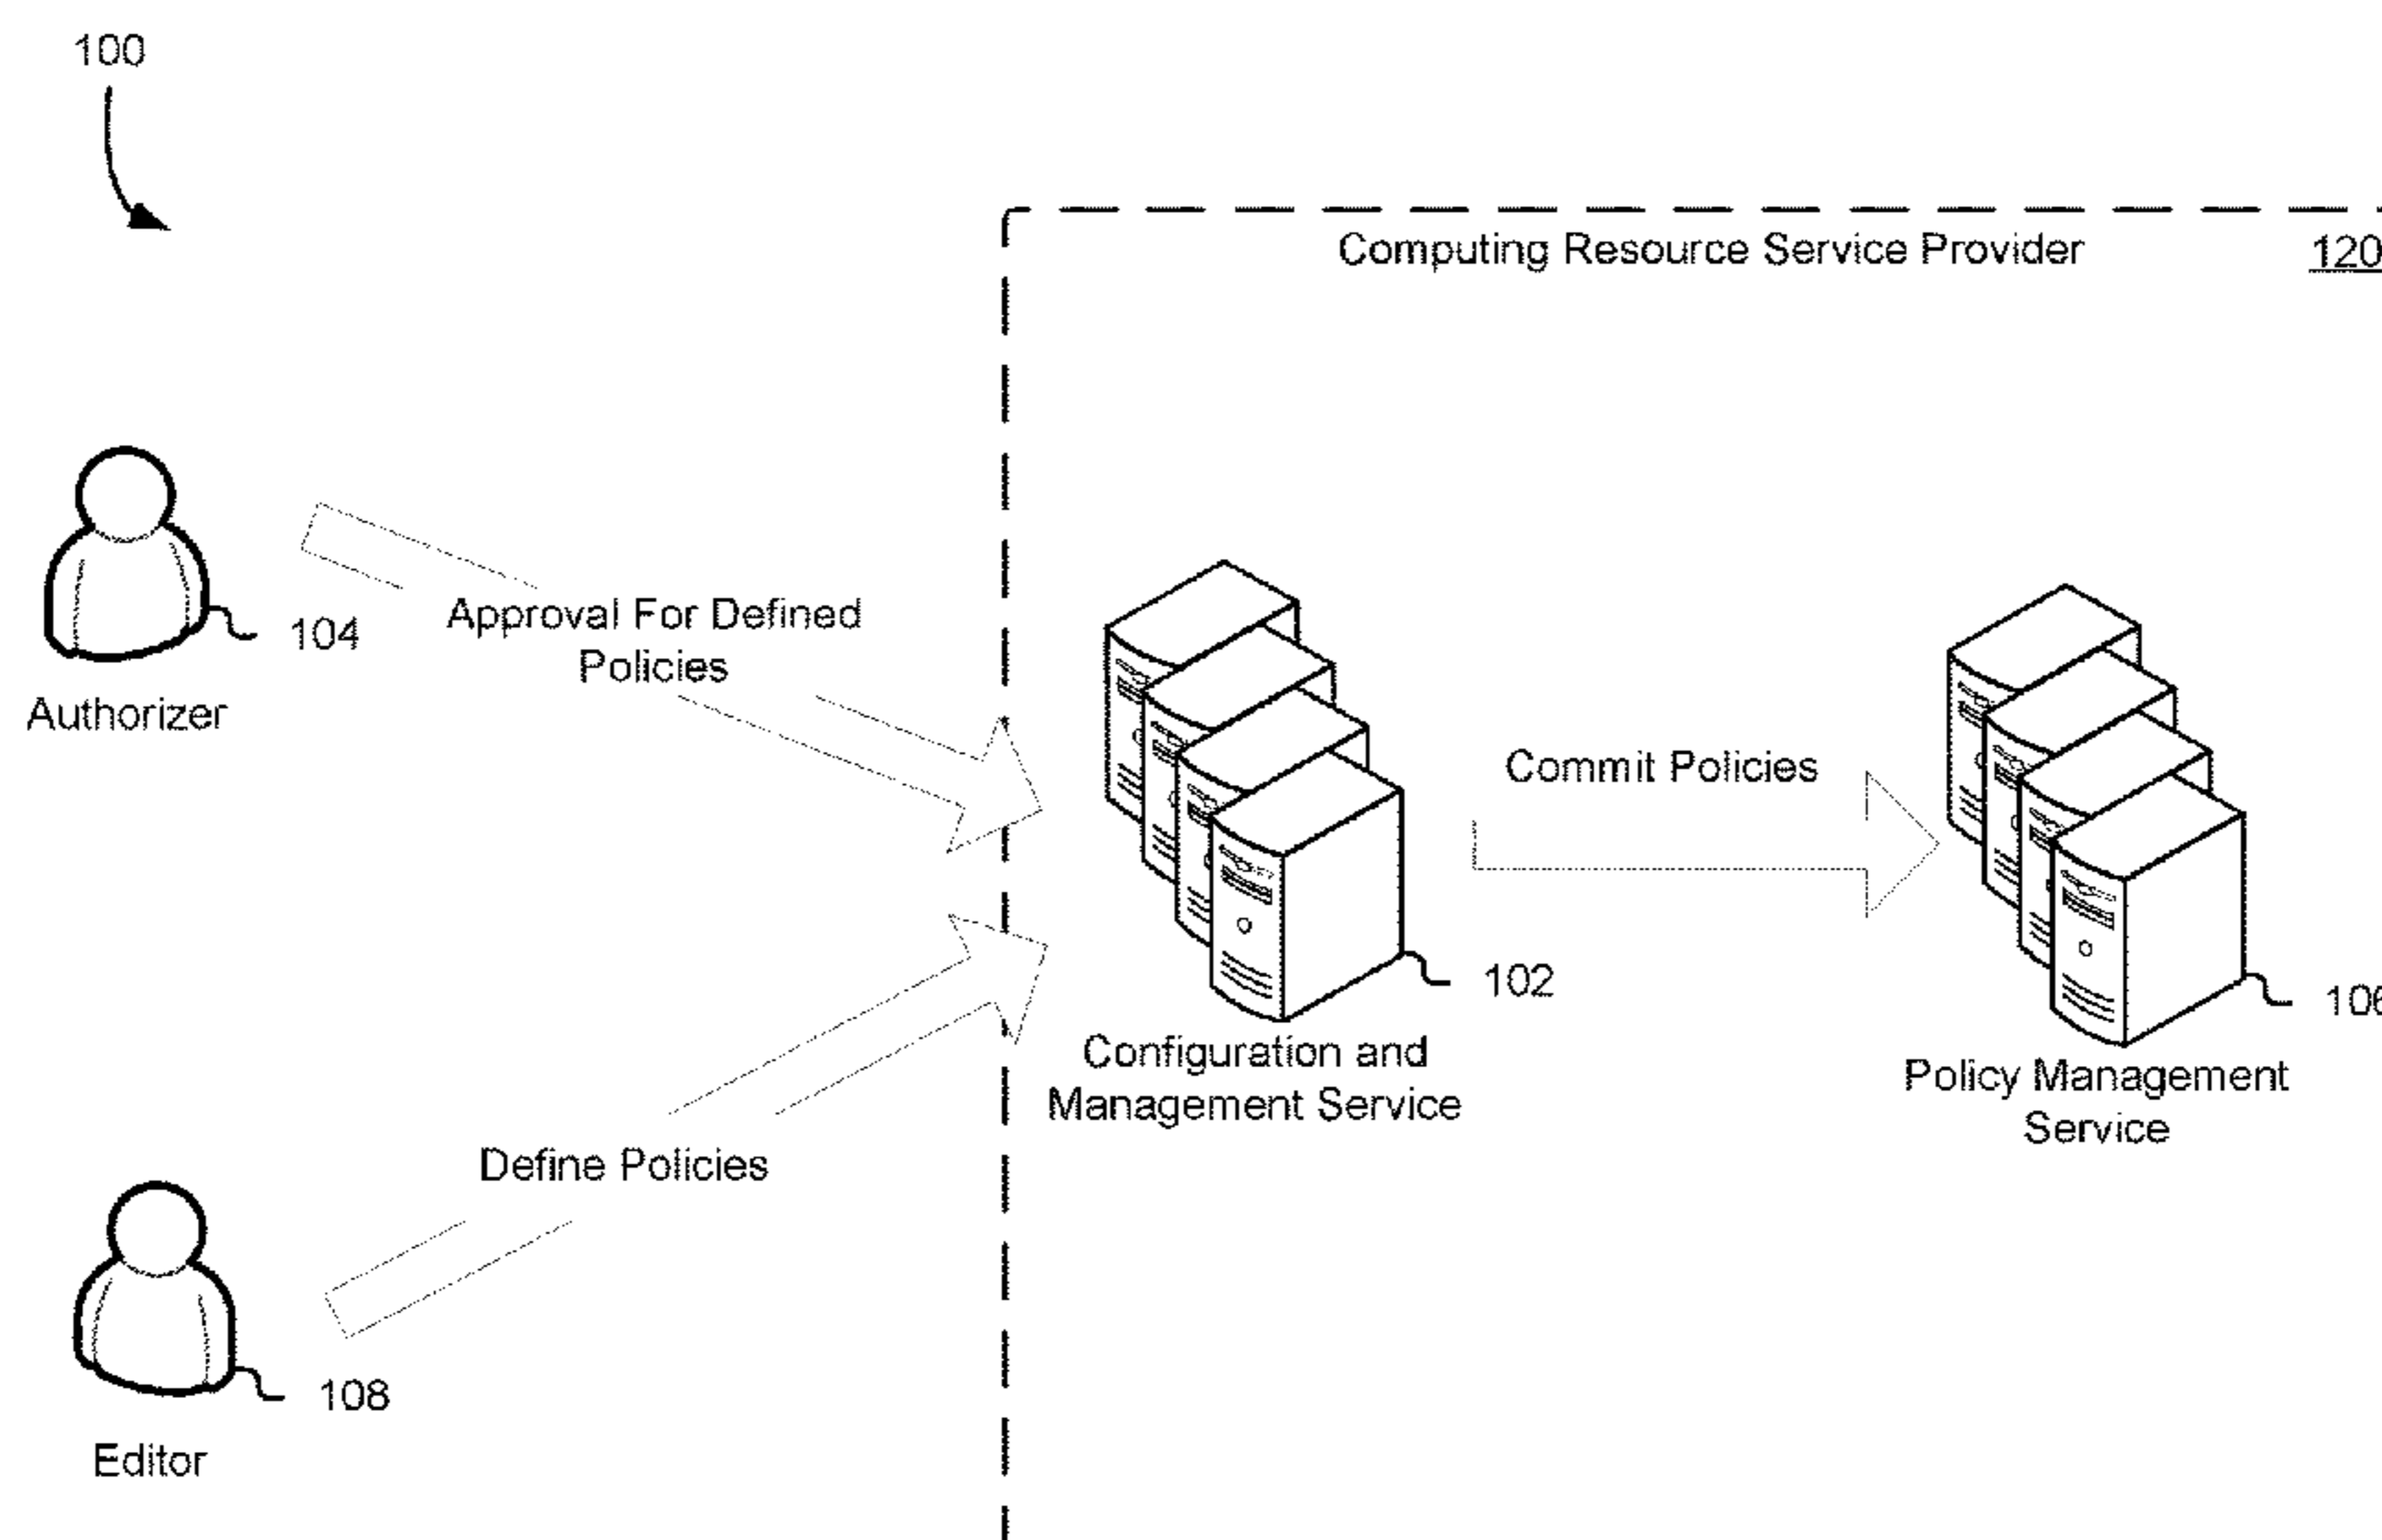 100
Computing Resource Service Provider 120
104
Approval For Defined
Policies
Authorizer
Commit Policies
102
106
Configuration and
Management Service
Policy Management
Service
Define Policies
108
Editor